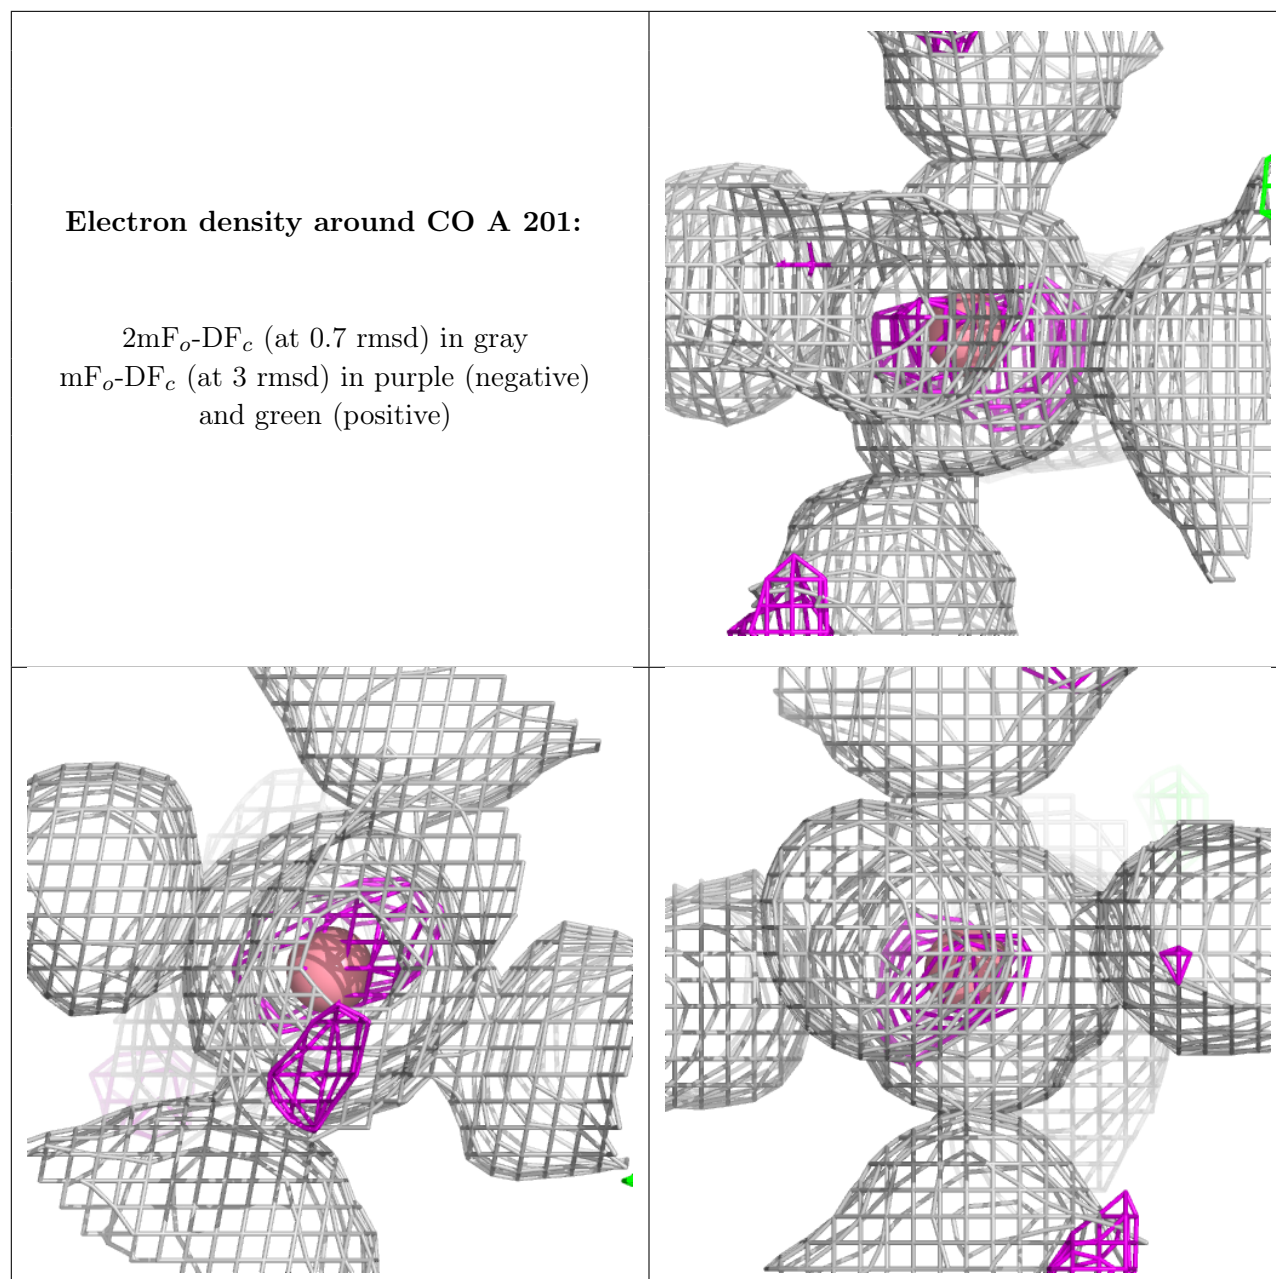 Electron density around CO A 201:
2mFo-DFc (at 0.7 rmsd) in gray
mFo-DFc (at 3 rmsd) in purple (negative)
and green (positive)